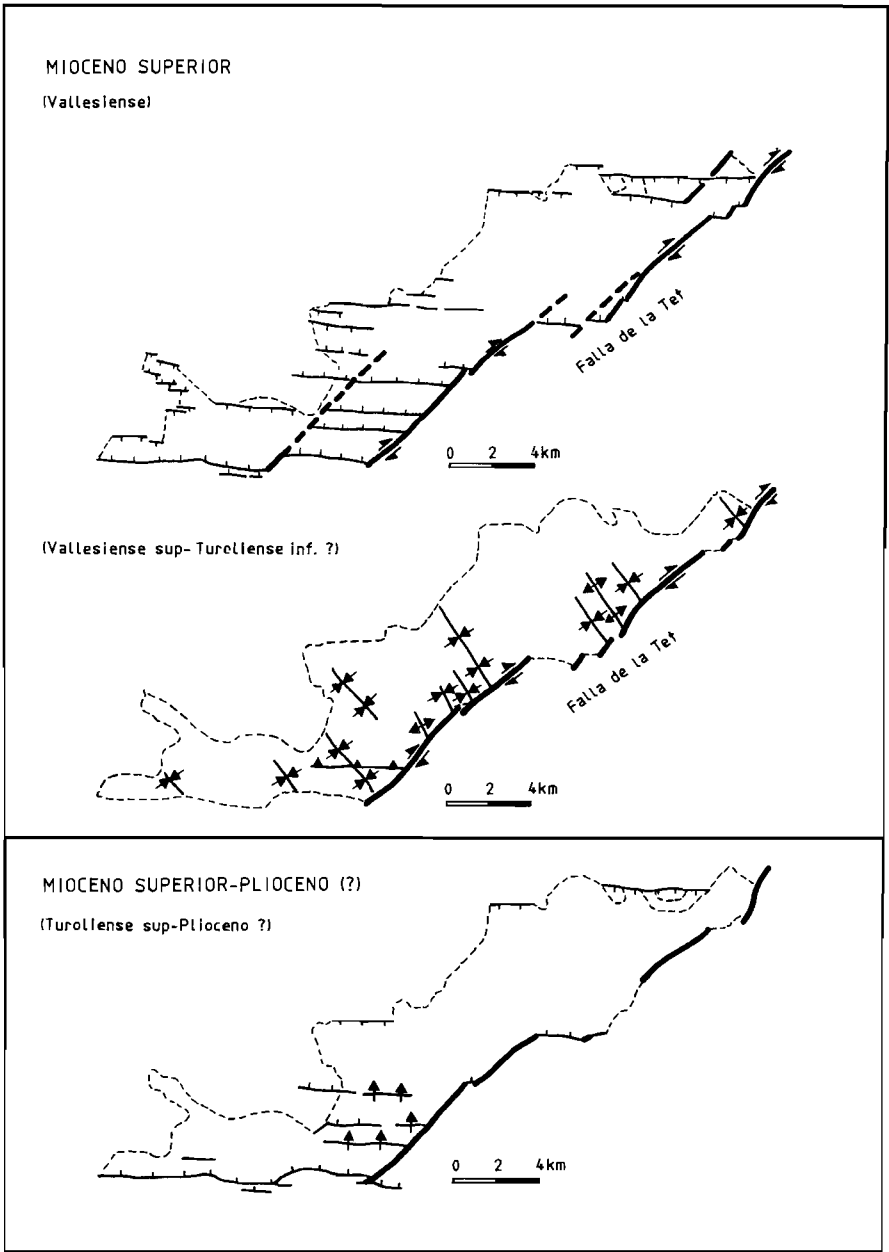 MIOCENO SUPERIOR
(Vallesiense)
Falla de la Tet
0 2 4km
(Vallesiense sup-Turoliense inf. ?)
Falla de la Tet
0 2 4km
MIOCENO SUPERIOR-PLIOCENO (?)
(Turoliense sup-Plioceno ?)
0 2 4km